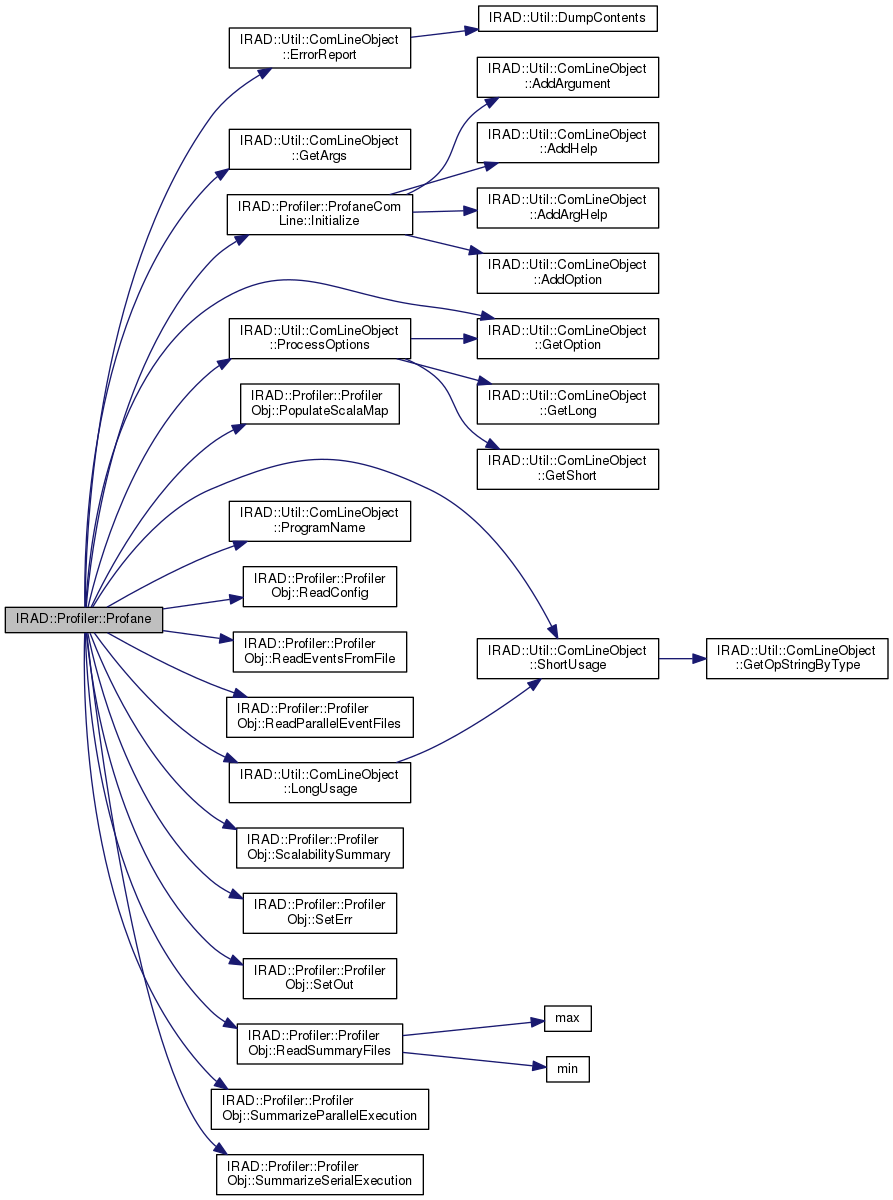 IRAD::Util::DumpContents
IRAD::Util::ComLineObject
::ErrorReport
IRAD::Util::ComLineObject
::AddArgument
IRAD::Util::ComLineObject
::GetArgs
IRAD::Util::ComLineObject
::AddHelp
IRAD::Profiler::ProfaneCom
Line::Initialize
IRAD::Util::ComLineObject
::AddArgHelp
IRAD::Util::ComLineObject
::AddOption
IRAD::Util::ComLineObject
::ProcessOptions
IRAD::Util::ComLineObject
::GetOption
IRAD::Profiler::Profiler
Obj::PopulateScalaMap
IRAD::Util::ComLineObject
::GetLong
IRAD::Util::ComLineObject
::GetShort
IRAD::Util::ComLineObject
::ProgramName
IRAD::Profiler::Profiler
Obj::ReadConfig
IRAD::Profiler::Profane
IRAD::Profiler::Profiler
Obj::ReadEventsFromFile
IRAD::Util::ComLineObject
::ShortUsage
IRAD::Util::ComLineObject
::GetOpStringByType
IRAD::Profiler::Profiler
Obj::ReadParallelEventFiles
IRAD::Util::ComLineObject
::LongUsage
IRAD::Profiler::Profiler
Obj::ScalabilitySummary
IRAD::Profiler::Profiler
Obj::SetErr
IRAD::Profiler::Profiler
Obj::SetOut
IRAD::Profiler::Profiler
Obj::ReadSummaryFiles
max
min
IRAD::Profiler::Profiler
Obj::SummarizeParallelExecution
IRAD::Profiler::Profiler
Obj::SummarizeSerialExecution